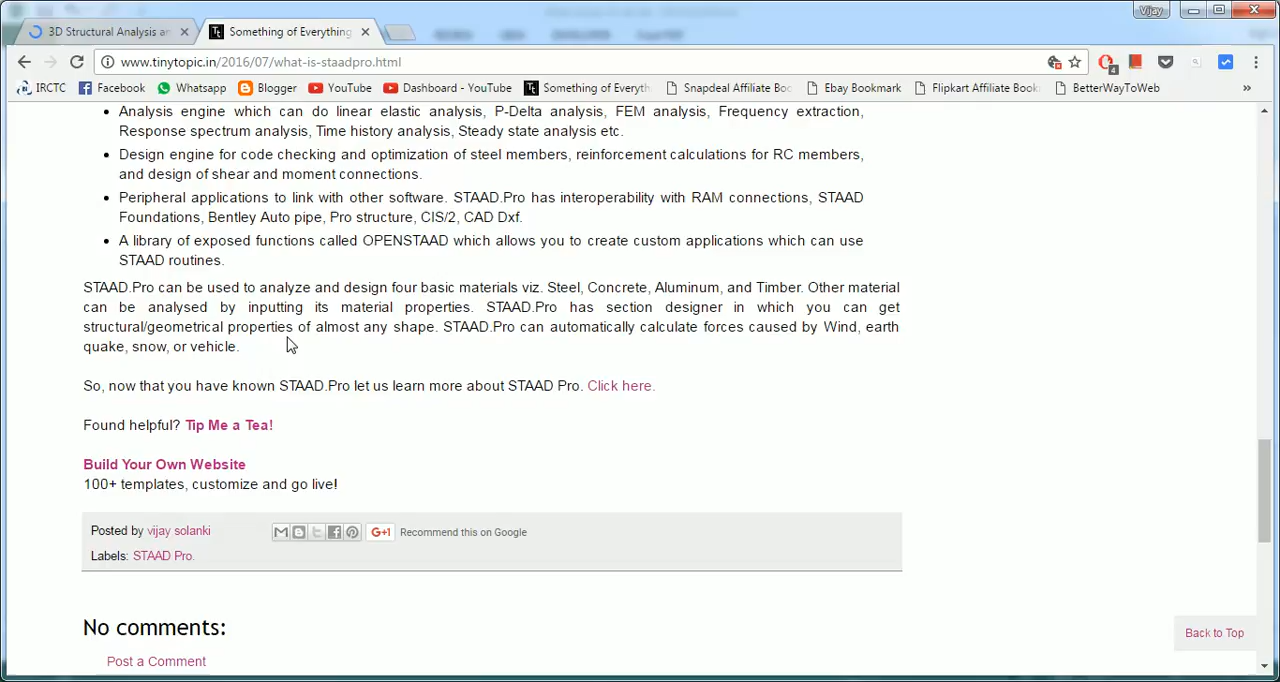 Vijay
3D Structural Analysis an
Something of Everything
www.tinytopic.in/2016/07/what-is-staadpro.html
4
IRCTC Facebook Whatsapp Blogger YouTube Dashboard - YouTube Something of Everyth Snapdeal Affiliate Boo Ebay Bookmark Flipkart Affiliate Book BetterWayToWeb »
• Analysis engine which can do linear elastic analysis, P-Delta analysis, FEM analysis, Frequency extraction,
Response spectrum analysis, Time history analysis, Steady state analysis etc.
• Design engine for code checking and optimization of steel members, reinforcement calculations for RC members,
and design of shear and moment connections.
• Peripheral applications to link with other software. STAAD.Pro has interoperability with RAM connections, STAAD
Foundations, Bentley Auto pipe, Pro structure, CIS/2, CAD Dxf.
• A library of exposed functions called OPENSTAAD which allows you to create custom applications which can use
STAAD routines.
STAAD.Pro can be used to analyze and design four basic materials viz. Steel, Concrete, Aluminum, and Timber. Other material
can be analysed by inputting its material properties. STAAD.Pro has section designer in which you can get
structural/geometrical properties of almost any shape. STAAD.Pro can automatically calculate forces caused by Wind, earth
quake, snow, or vehicle.
So, now that you have known STAAD.Pro let us learn more about STAAD Pro. Click here.
Found helpful? Tip Me a Tea!
Build Your Own Website
100+ templates, customize and go live!
Posted by vijay solanki
G+1 Recommend this on Google
Labels: STAAD Pro.
No comments:
Back to Top
Post a Comment